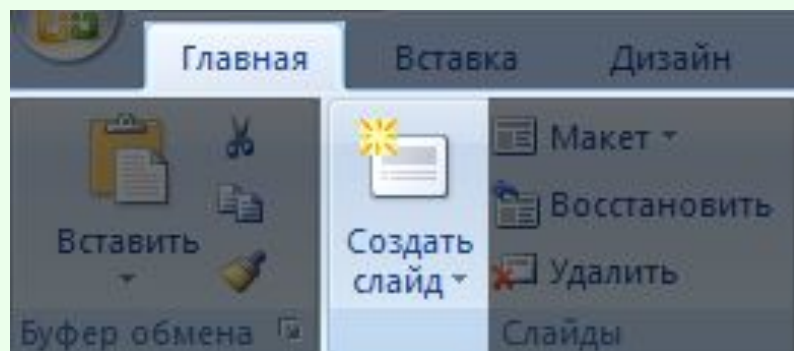 Главная Вставка Дизайн
Вставить
Создать
слайд
Макет
Восстановить
Удалить
Буфер обмена
Слайды